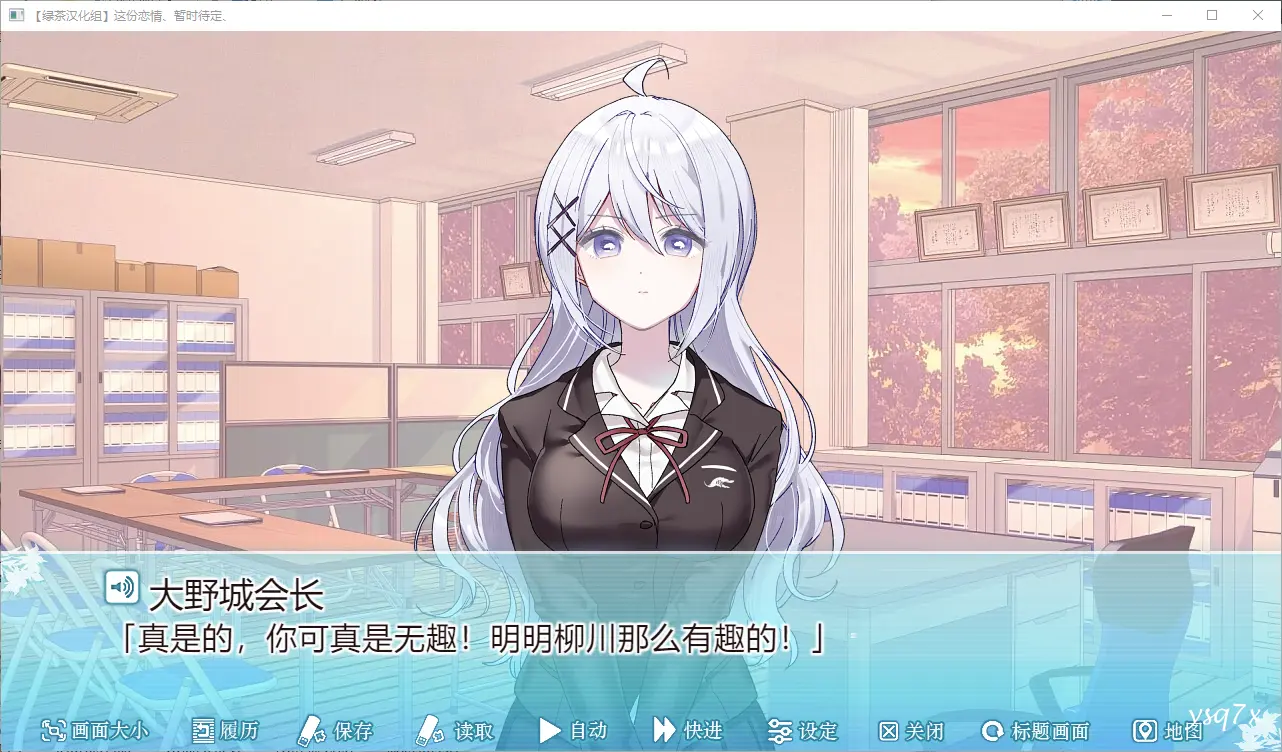 【绿茶汉化组】这份恋情、暂时待定、
大野城会长
「真是的，你可真是无趣！明明柳川那么有趣的！」
画面大小 履历 保存 读取 自动 快进 设定 关闭 标题画面 地图
vsq7x